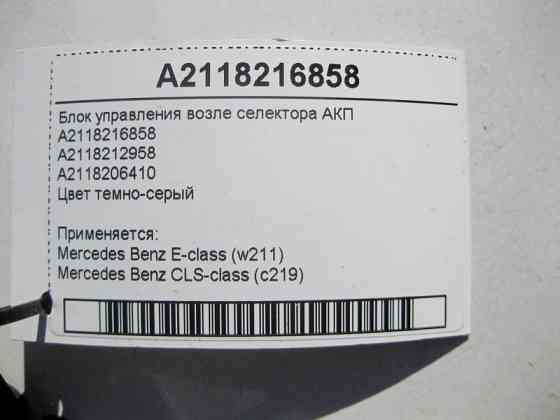 A2118216858
Блок управления возле селектора АКП
A2118216858
A2118212958
A2118206410
Цвет темно-серый
Применяется:
Mercedes Benz E-class (w211)
Mercedes Benz CLS-class (c219)